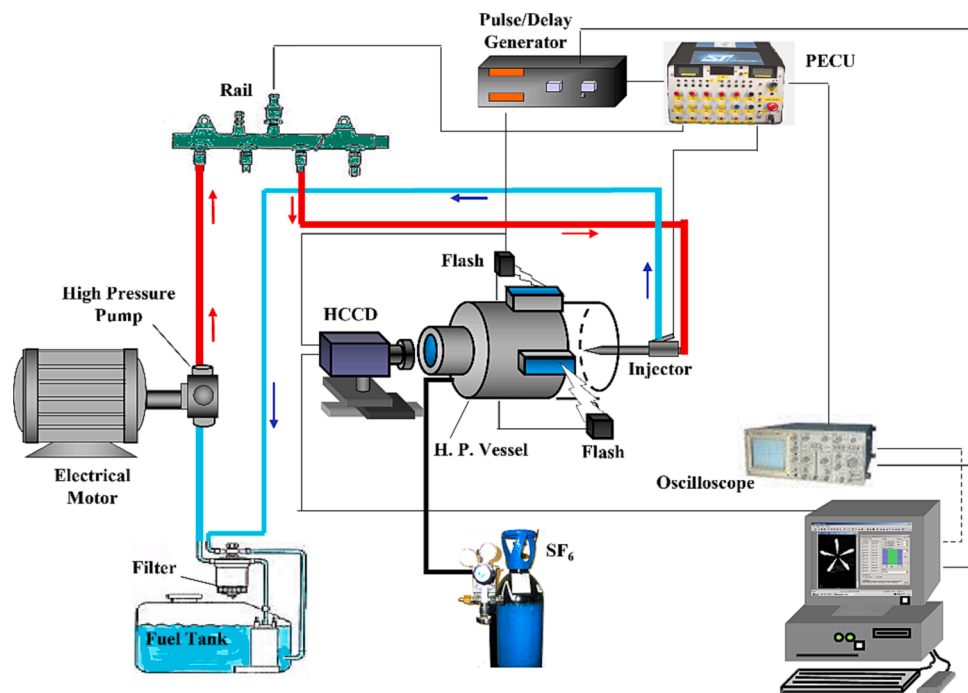 Pulse/Delay
Generator
PECU
Rail
Flash
High Pressure
Pump
HCCD
Injector
H. P. Vessel
Flash
Electrical
Motor
Oscilloscope
SF₆
Filter
Fuel Tank